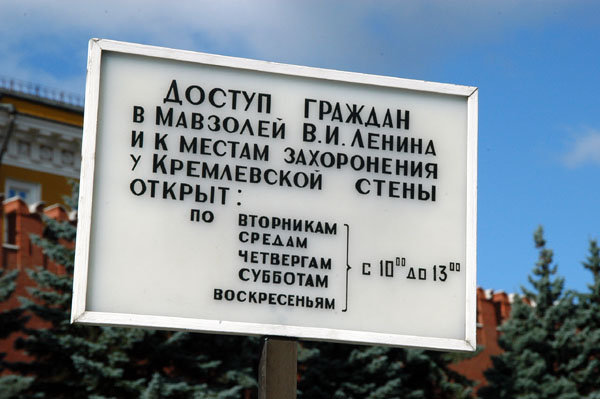 ДОСТУП ГРАЖДАН
В МАВЗОЛЕЙ В.И. ЛЕНИНА
И К МЕСТАМ ЗАХОРОНЕНИЯ
У КРЕМЛЕВСКОЙ СТЕНЫ
ОТКРЫТ:
ПО ВТОРНИКАМ
СРЕДАМ
ЧЕТВЕРГАМ
СУББОТАМ
ВОСКРЕСЕНЬЯМ
С 10⁰⁰ ДО 13⁰⁰